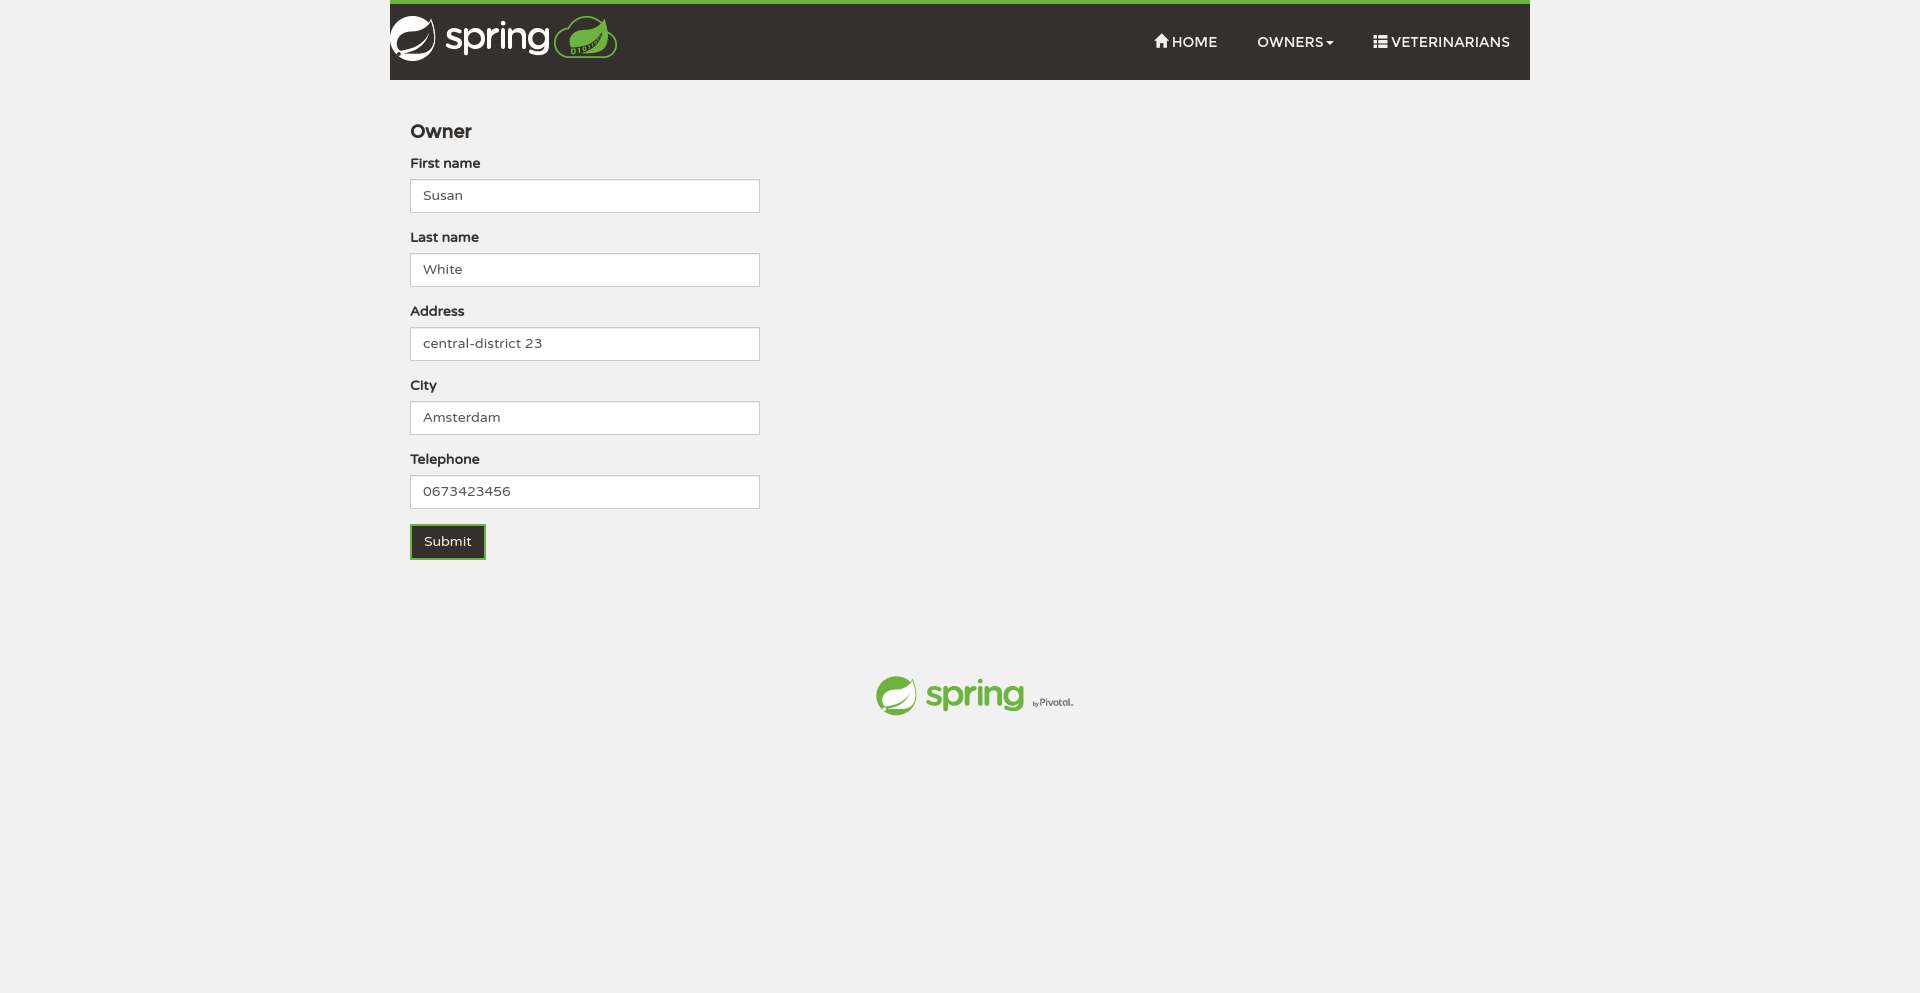 spring
HOME OWNERS VETERINARIANS
Owner
First name
Susan
Last name
White
Address
central-district 23
City
Amsterdam
Telephone
0673423456
Submit
spring by Pivotal